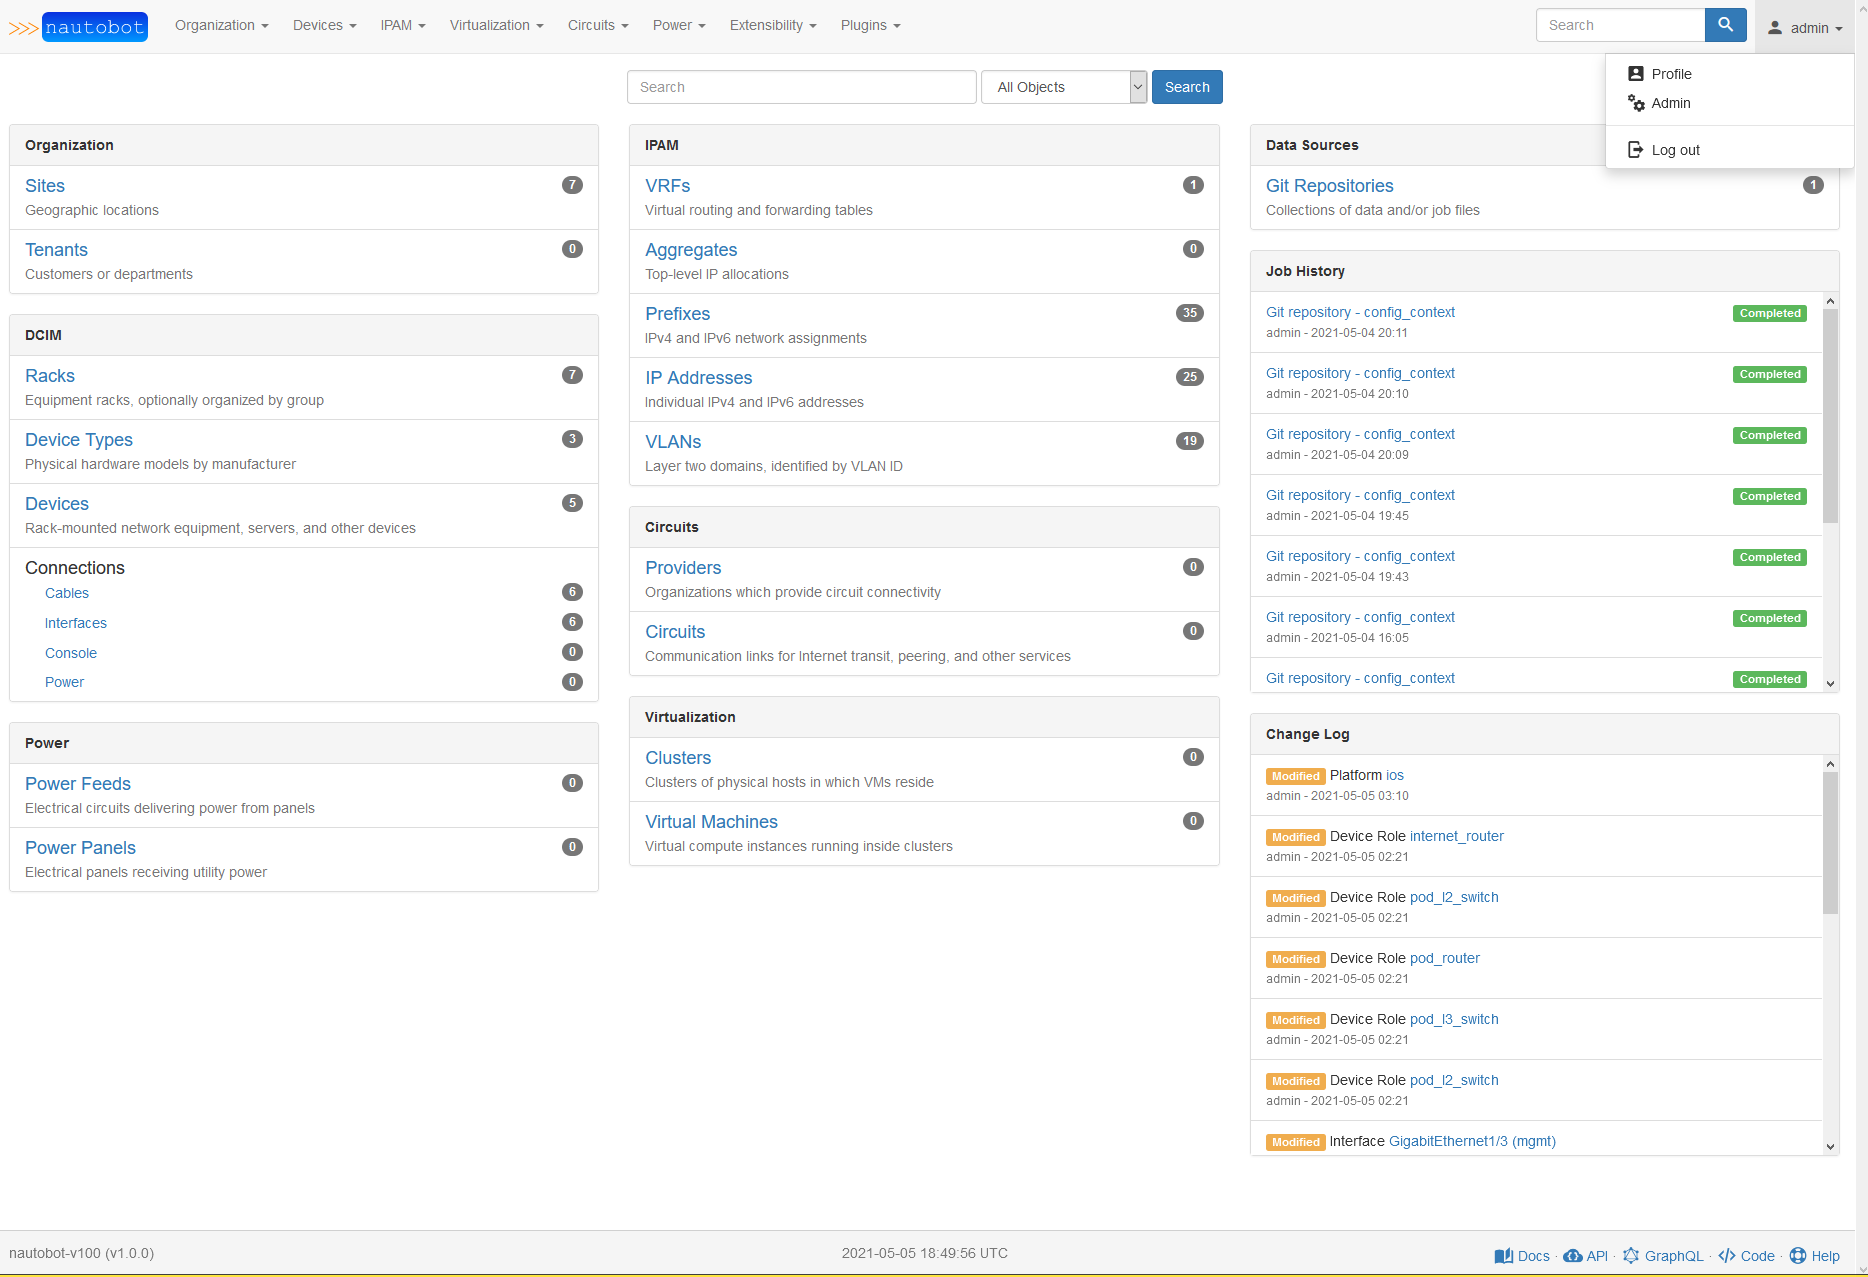 >>> nautobot Organization Devices IPAM Virtualization Circuits Power Extensibility Plugins Search admin
Profile
Admin
Log out
Search All Objects Search
Organization
Sites 7
Geographic locations
Tenants 0
Customers or departments
DCIM
Racks 7
Equipment racks, optionally organized by group
Device Types 3
Physical hardware models by manufacturer
Devices 5
Rack-mounted network equipment, servers, and other devices
Connections
Cables 6
Interfaces 6
Console 0
Power 0
Power
Power Feeds 0
Electrical circuits delivering power from panels
Power Panels 0
Electrical panels receiving utility power
IPAM
VRFs 1
Virtual routing and forwarding tables
Aggregates 0
Top-level IP allocations
Prefixes 35
IPv4 and IPv6 network assignments
IP Addresses 25
Individual IPv4 and IPv6 addresses
VLANs 19
Layer two domains, identified by VLAN ID
Circuits
Providers 0
Organizations which provide circuit connectivity
Circuits 0
Communication links for Internet transit, peering, and other services
Virtualization
Clusters 0
Clusters of physical hosts in which VMs reside
Virtual Machines 0
Virtual compute instances running inside clusters
Data Sources
Git Repositories 1
Collections of data and/or job files
Job History
Git repository - config_context Completed
admin - 2021-05-04 20:11
Git repository - config_context Completed
admin - 2021-05-04 20:10
Git repository - config_context Completed
admin - 2021-05-04 20:09
Git repository - config_context Completed
admin - 2021-05-04 19:45
Git repository - config_context Completed
admin - 2021-05-04 19:43
Git repository - config_context Completed
admin - 2021-05-04 16:05
Git repository - config_context Completed
Change Log
Modified Platform ios
admin - 2021-05-05 03:10
Modified Device Role internet_router
admin - 2021-05-05 02:21
Modified Device Role pod_l2_switch
admin - 2021-05-05 02:21
Modified Device Role pod_router
admin - 2021-05-05 02:21
Modified Device Role pod_l3_switch
admin - 2021-05-05 02:21
Modified Device Role pod_l2_switch
admin - 2021-05-05 02:21
Modified Interface GigabitEthernet1/3 (mgmt)
nautobot-v100 (v1.0.0) 2021-05-05 18:49:56 UTC Docs · API · GraphQL · Code · Help